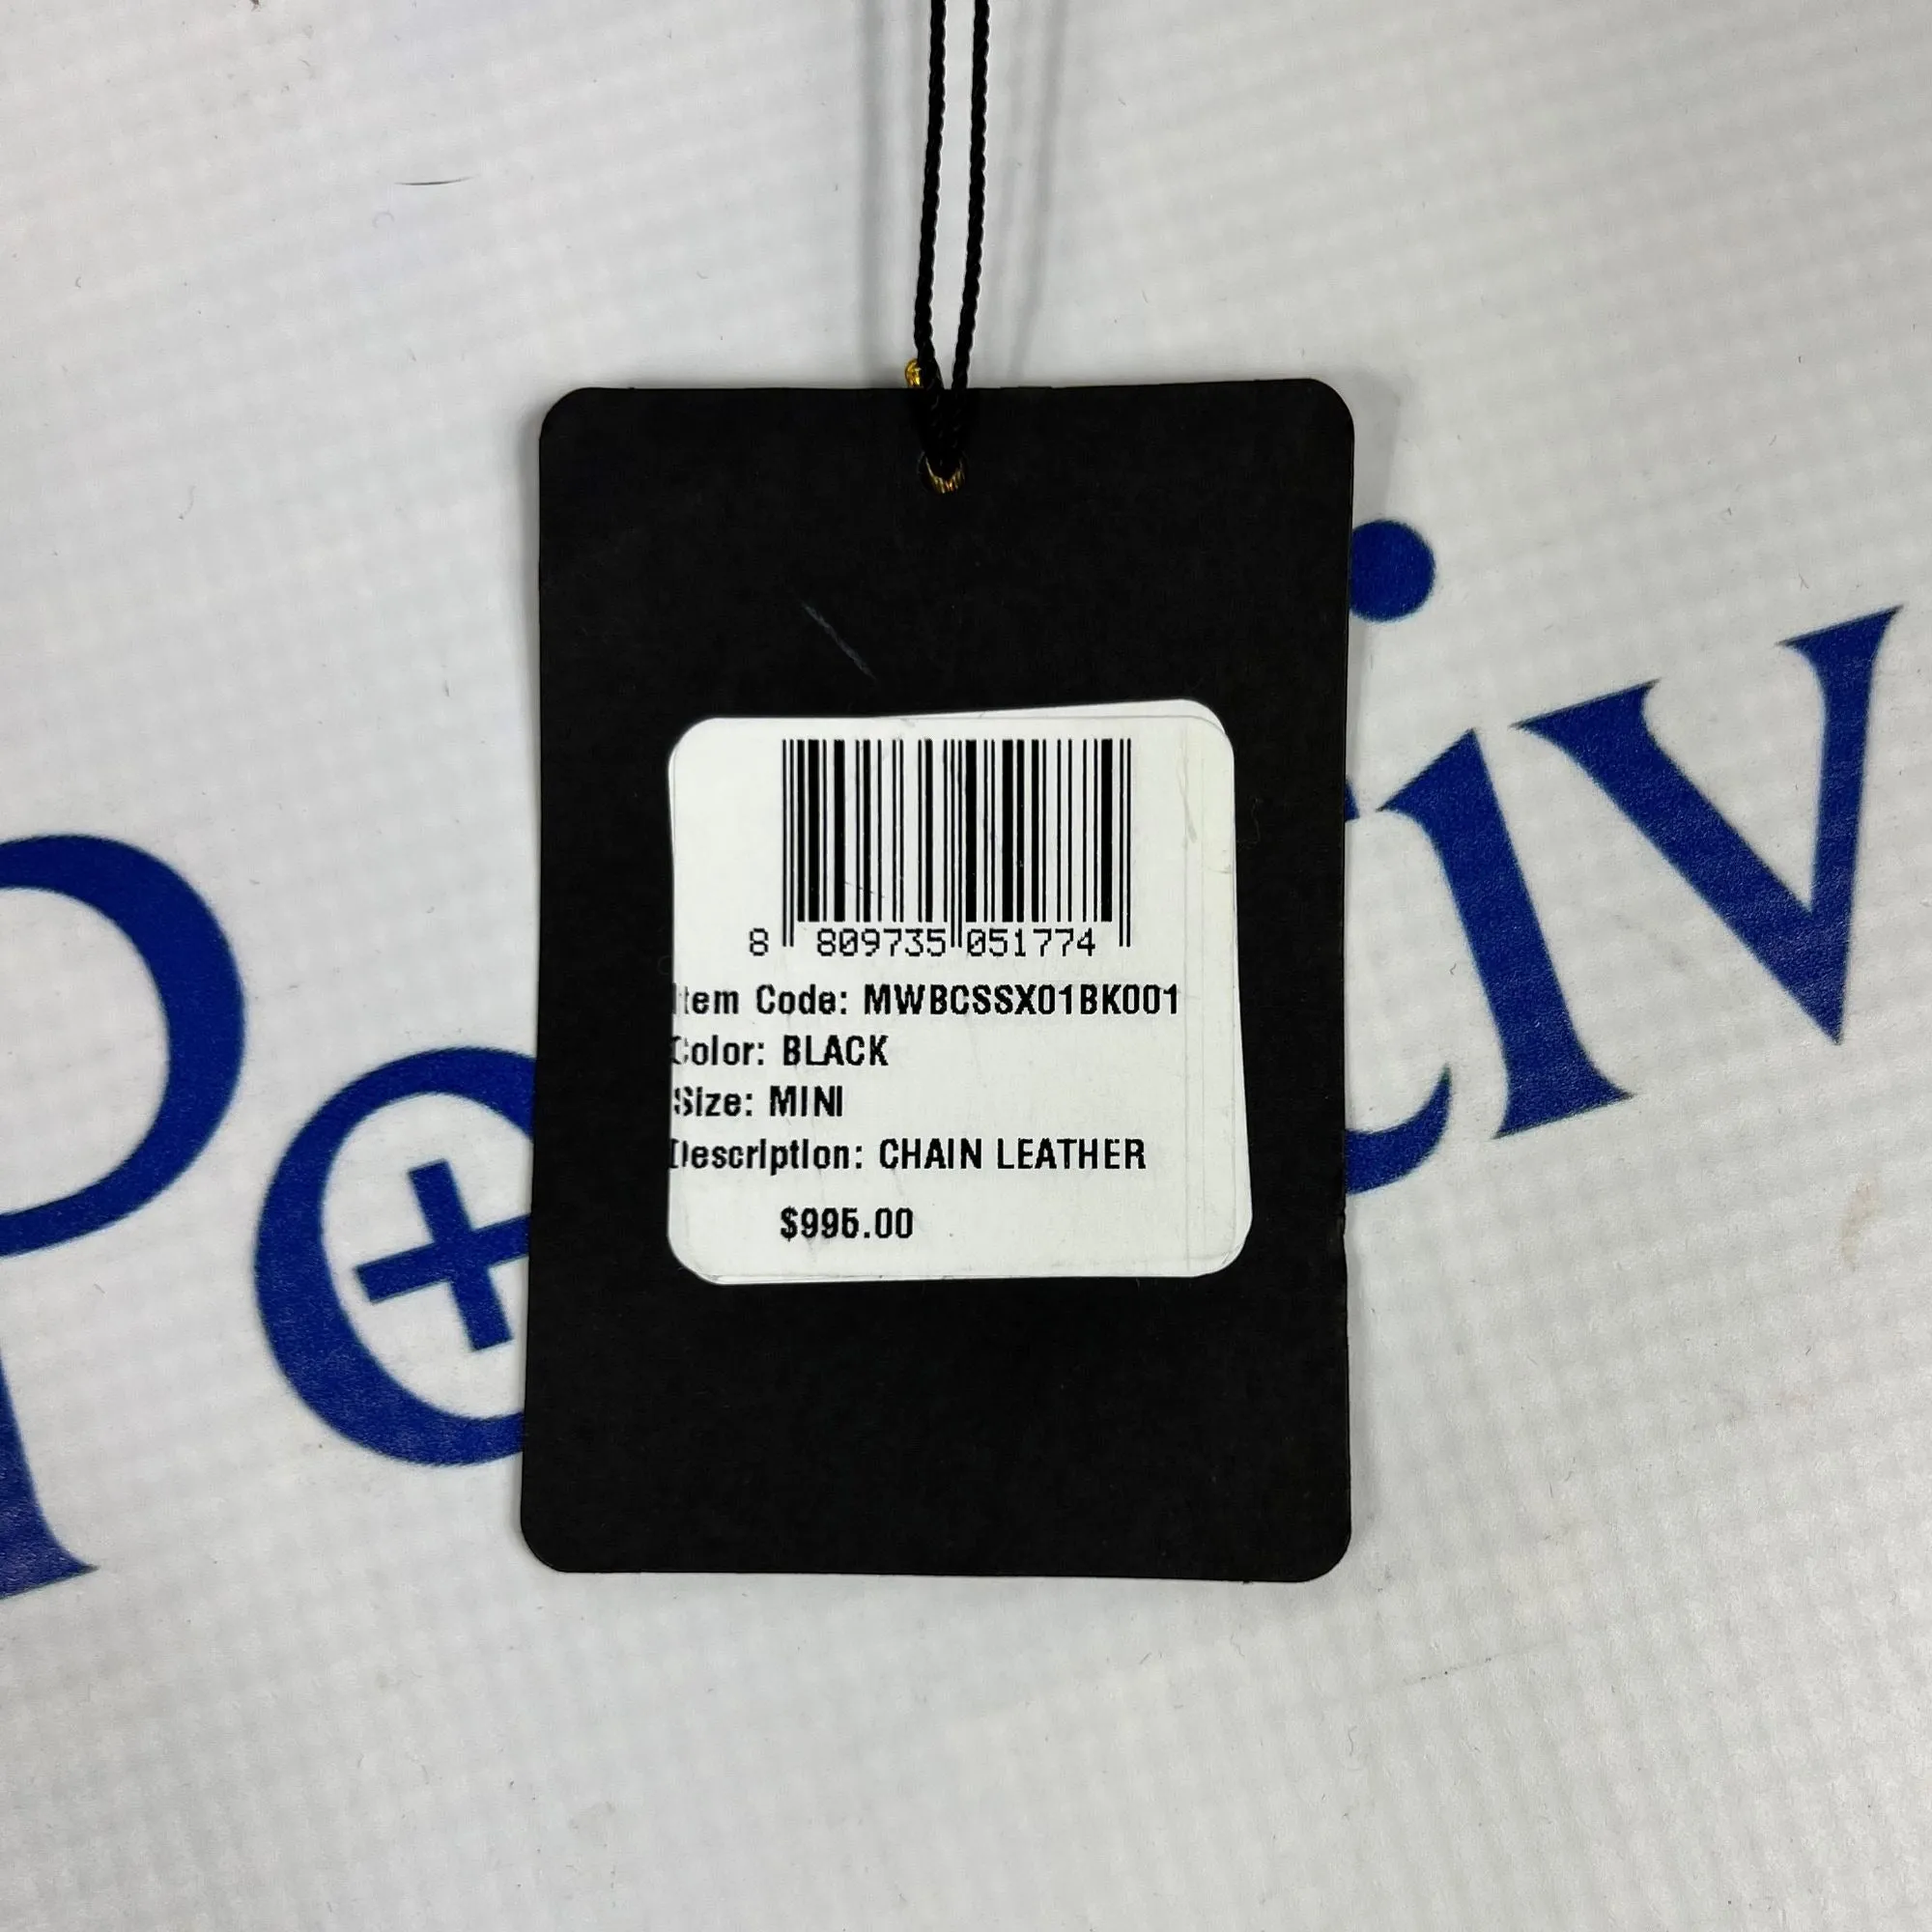 8 809735 051774
Item Code: MWBCSSX01BK001
Color: BLACK
Size: MINI
Description: CHAIN LEATHER
$995.00